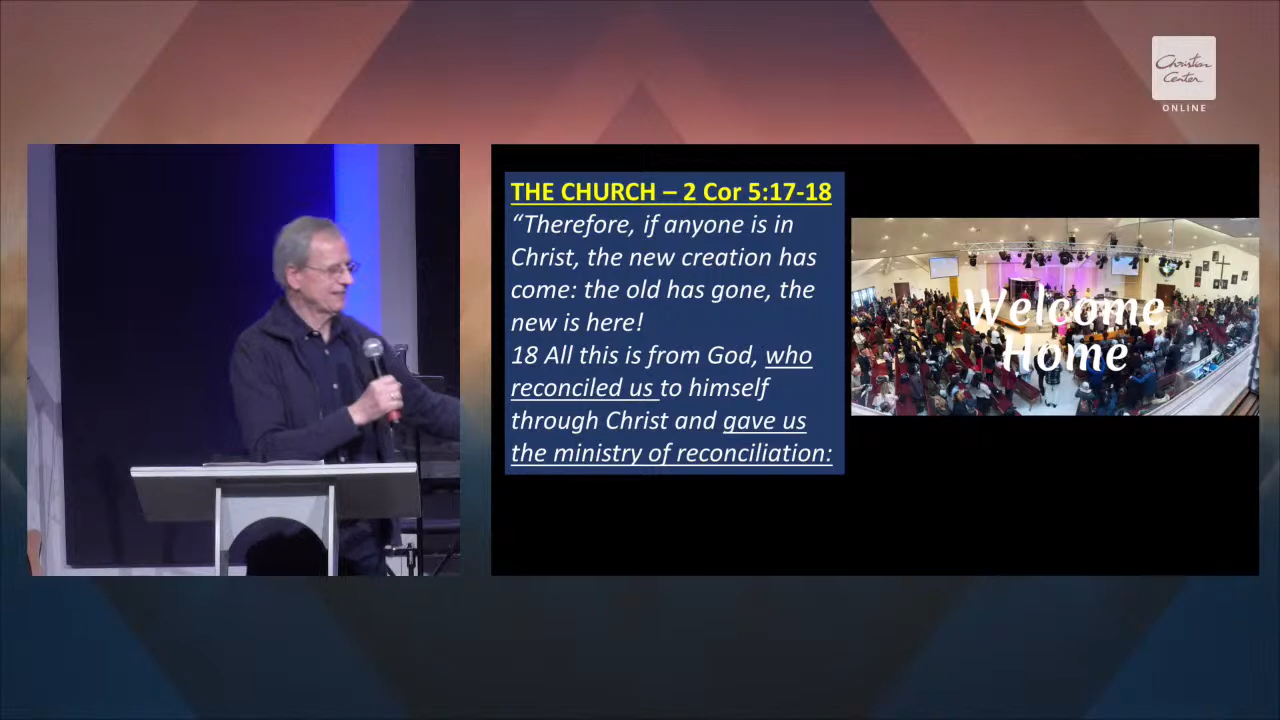 Christian
Center
ONLINE
THE CHURCH – 2 Cor 5:17-18
“Therefore, if anyone is in
Christ, the new creation has
come: the old has gone, the
new is here!
18 All this is from God, who
reconciled us to himself
through Christ and gave us
the ministry of reconciliation:
Welcome
Home